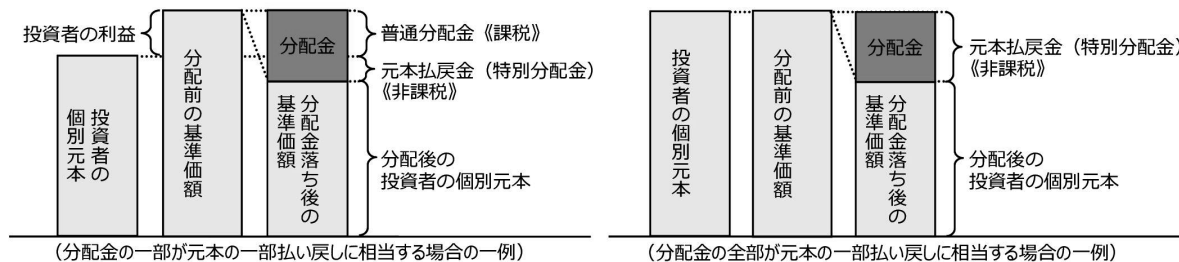 投資者の利益
投資者の
個別元本
分配前の基準価額
分配金
分配金落ち後の
基準価額
普通分配金《課税》
元本払戻金（特別分配金）
《非課税》
分配後の
投資者の個別元本
（分配金の一部が元本の一部払い戻しに相当する場合の一例）
投資者の個別元本
分配前の基準価額
分配金
分配金落ち後の
基準価額
元本払戻金（特別分配金）
《非課税》
分配後の
投資者の個別元本
（分配金の全部が元本の一部払い戻しに相当する場合の一例）